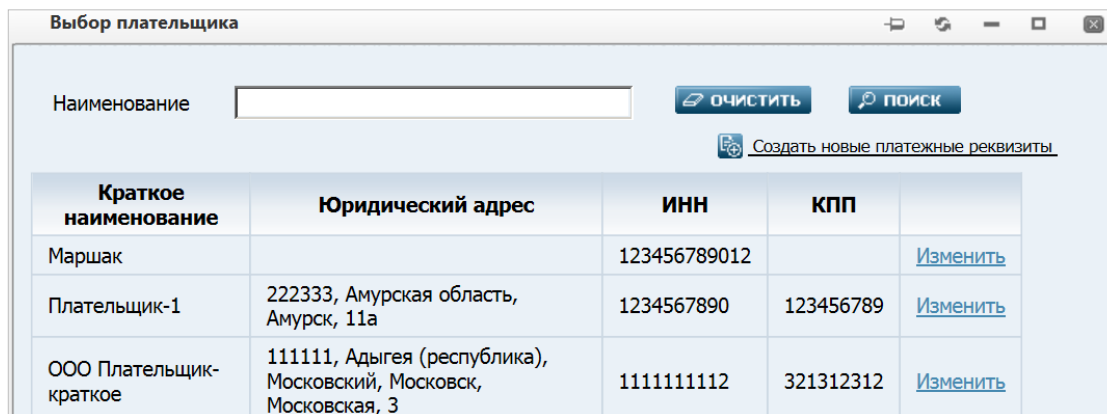 Выбор плательщика
Наименование
ОЧИСТИТЬ
ПОИСК
Создать новые платежные реквизиты
Краткое
наименование
Юридический адрес
ИНН
КПП
Маршак
123456789012
Изменить
Плательщик-1
222333, Амурская область,
Амурск, 11а
1234567890
123456789
Изменить
ООО Плательщик-
краткое
111111, Адыгея (республика),
Московский, Московск,
Московская, 3
1111111112
321312312
Изменить